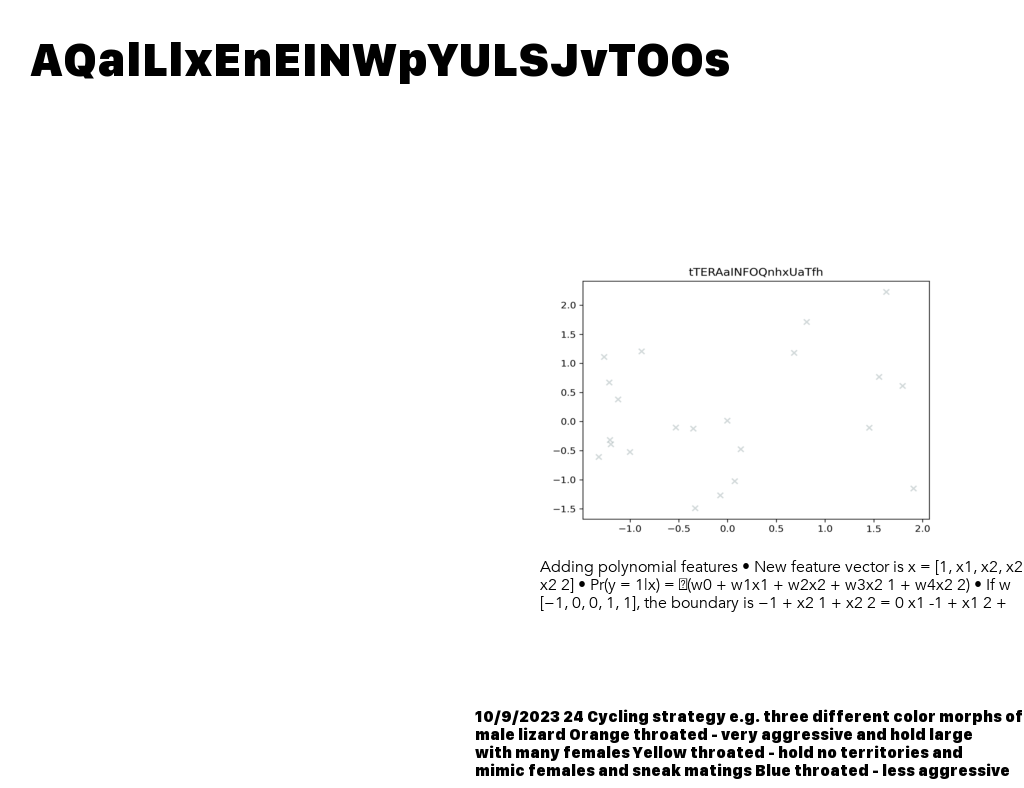 AQalLlxEnEINWpYULSJvTOOs
tTERAaINFOQnhxUaTfh
2.0
1.5
1.0
0.5
0.0
−0.5
−1.0
−1.5
−1.0 −0.5 0.0 0.5 1.0 1.5 2.0
Adding polynomial features • New feature vector is x = [1, x1, x2, x2
x2 2] • Pr(y = 1|x) = (w0 + w1x1 + w2x2 + w3x2 1 + w4x2 2) • If w
[−1, 0, 0, 1, 1], the boundary is −1 + x2 1 + x2 2 = 0 x1 -1 + x1 2 +
10/9/2023 24 Cycling strategy e.g. three different color morphs of
male lizard Orange throated - very aggressive and hold large
with many females Yellow throated - hold no territories and
mimic females and sneak matings Blue throated - less aggressive